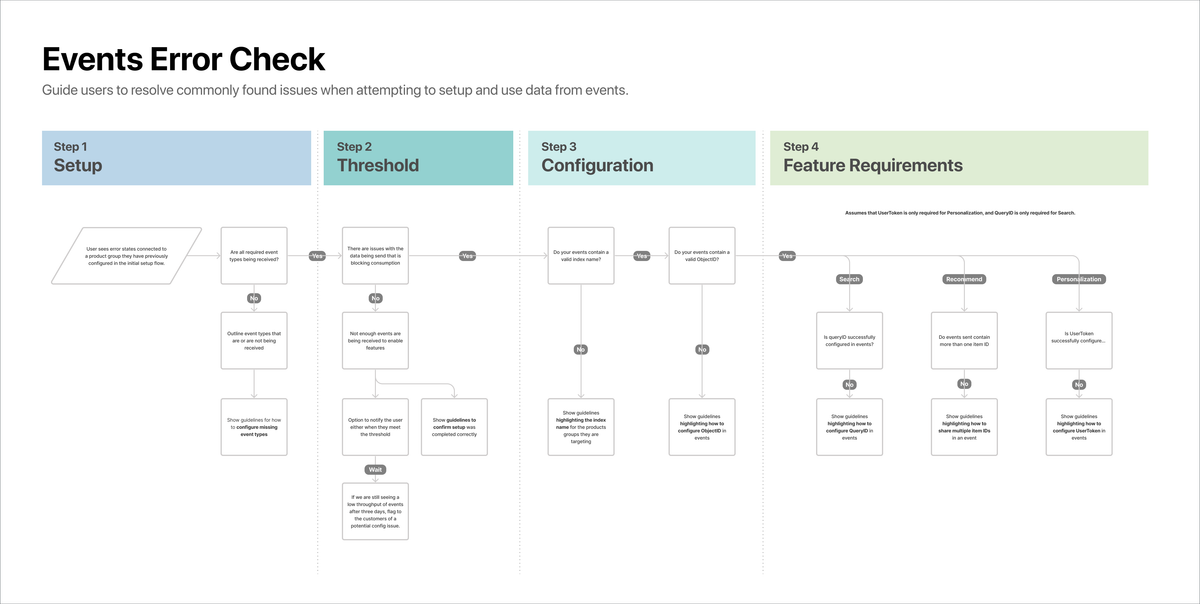 Events Error Check
Guide users to resolve commonly found issues when attempting to setup and use data from events.
Step 1
Setup
Step 2
Threshold
Step 3
Configuration
Step 4
Feature Requirements
Assumes that UserToken is only required for Personalization, and QueryID is only required for Search.
User sees error states connected to
a product group they have previously
configured in the initial setup flow.
Are all required event
types being received?
Yes
There are issues with the
data being send that is
blocking consumption
Yes
Do your events contain a
valid index name?
Yes
Do your events contain a
valid ObjectID?
Yes
Search
Recommend
Personalization
No
No
Outline event types that
are or are not being
received
Not enough events are
being received to enable
features
No
No
Is queryID successfully
configured in events?
Do events sent contain
more than one item ID
Is UserToken
successfully configure...
No
No
No
Show guidelines for how
to configure missing
event types
Option to notify the user
either when they meet
the threshold
Show guidelines to
confirm setup was
completed correctly
Show guidelines
highlighting the index
name for the products
groups they are
targeting
Show guidelines
highlighting how to
configure ObjectID in
events
Show guidelines
highlighting how to
configure QueryID in
events
Show guidelines
highlighting how to
share multiple item IDs
in an event
Show guidelines
highlighting how to
configure UserToken in
events
Wait
If we are still seeing a
low throughput of events
after three days, flag to
the customers of a
potential config issue.